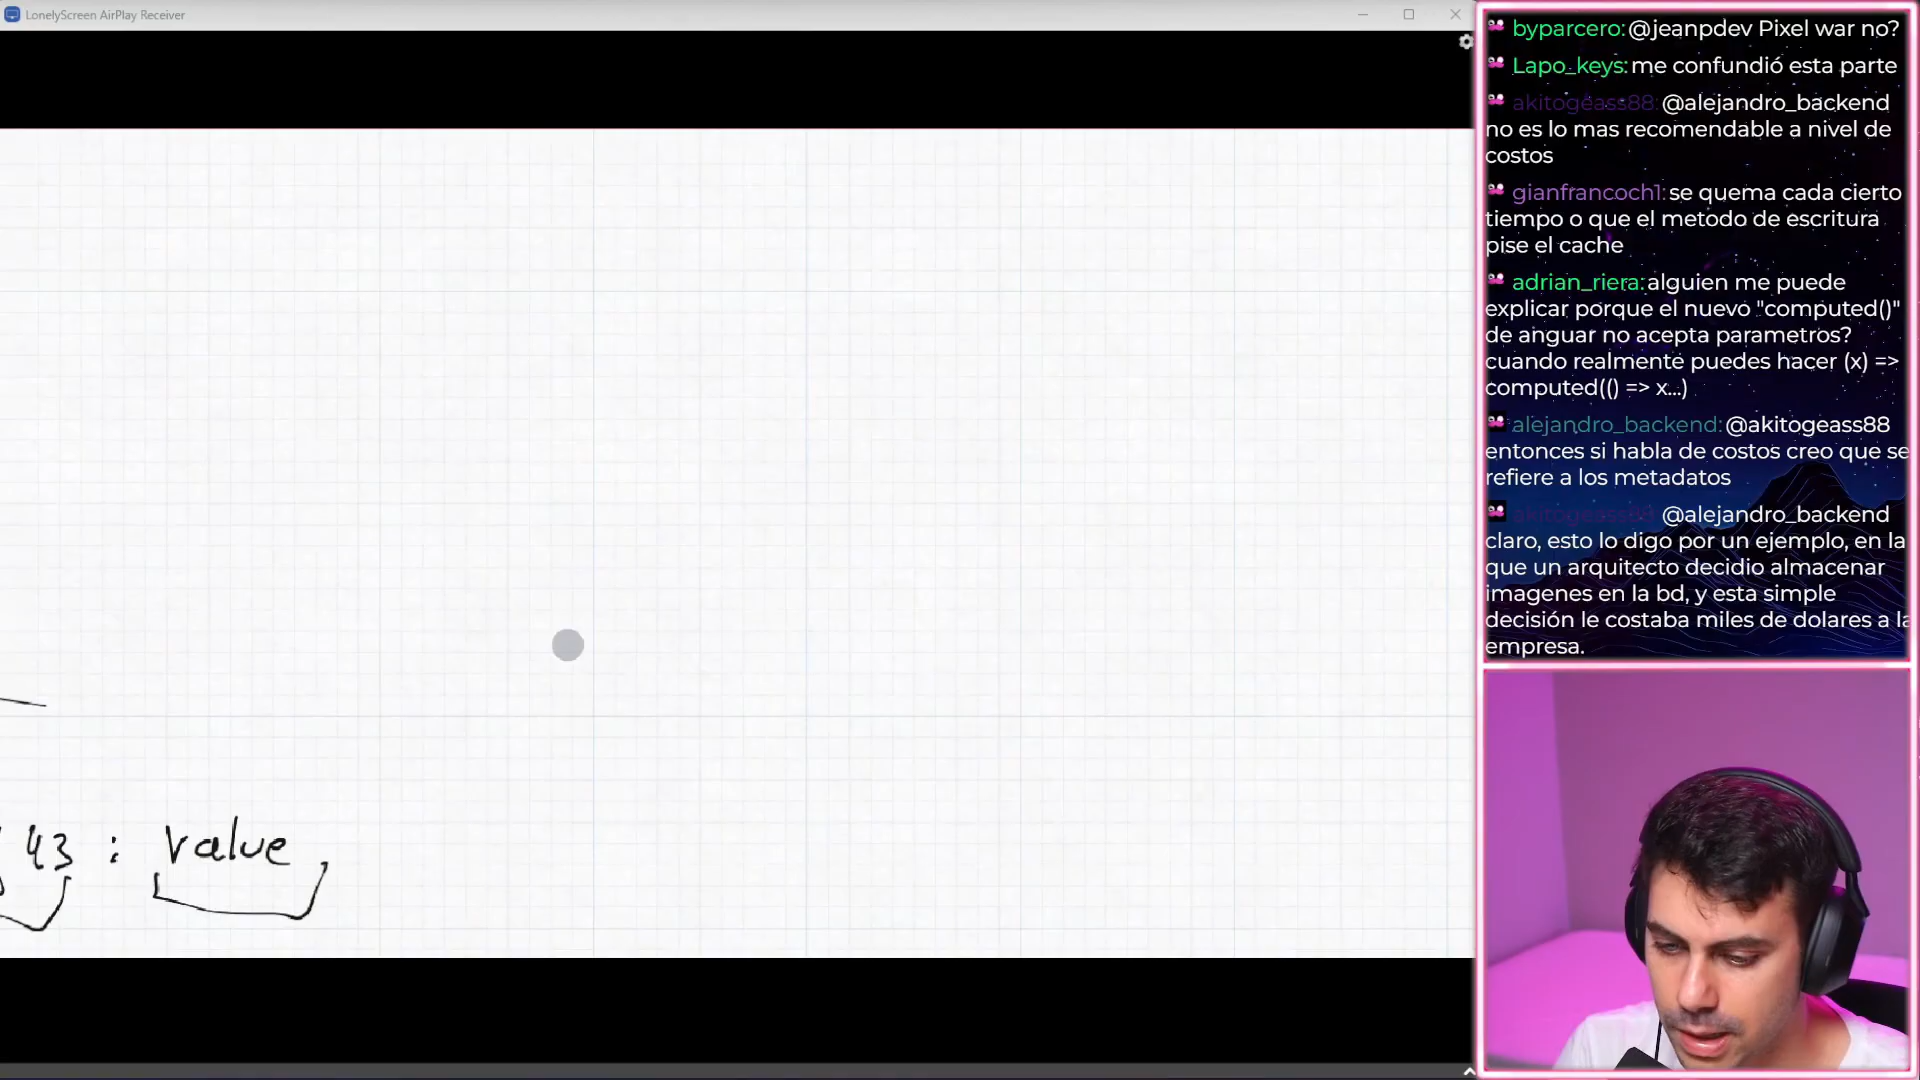 LonelyScreen AirPlay Receiver
byparcero: @jeanpdev Pixel war no?
Lapo_keys: me confundió esta parte
akitogeass88: @alejandro_backend
no es lo mas recomendable a nivel de
costos
gianfrancoch1: se quema cada cierto
tiempo o que el metodo de escritura
pise el cache
adrian_riera: alguien me puede
explicar porque el nuevo "computed()"
de anguar no acepta parametros?
cuando realmente puedes hacer (x) =>
computed(() => x...)
alejandro_backend: @akitogeass88
entonces si habla de costos creo que se
refiere a los metadatos
akitogeass88: @alejandro_backend
claro, esto lo digo por un ejemplo, en la
que un arquitecto decidio almacenar
imagenes en la bd, y esta simple
decisión le costaba miles de dolares a la
empresa.
43 : value